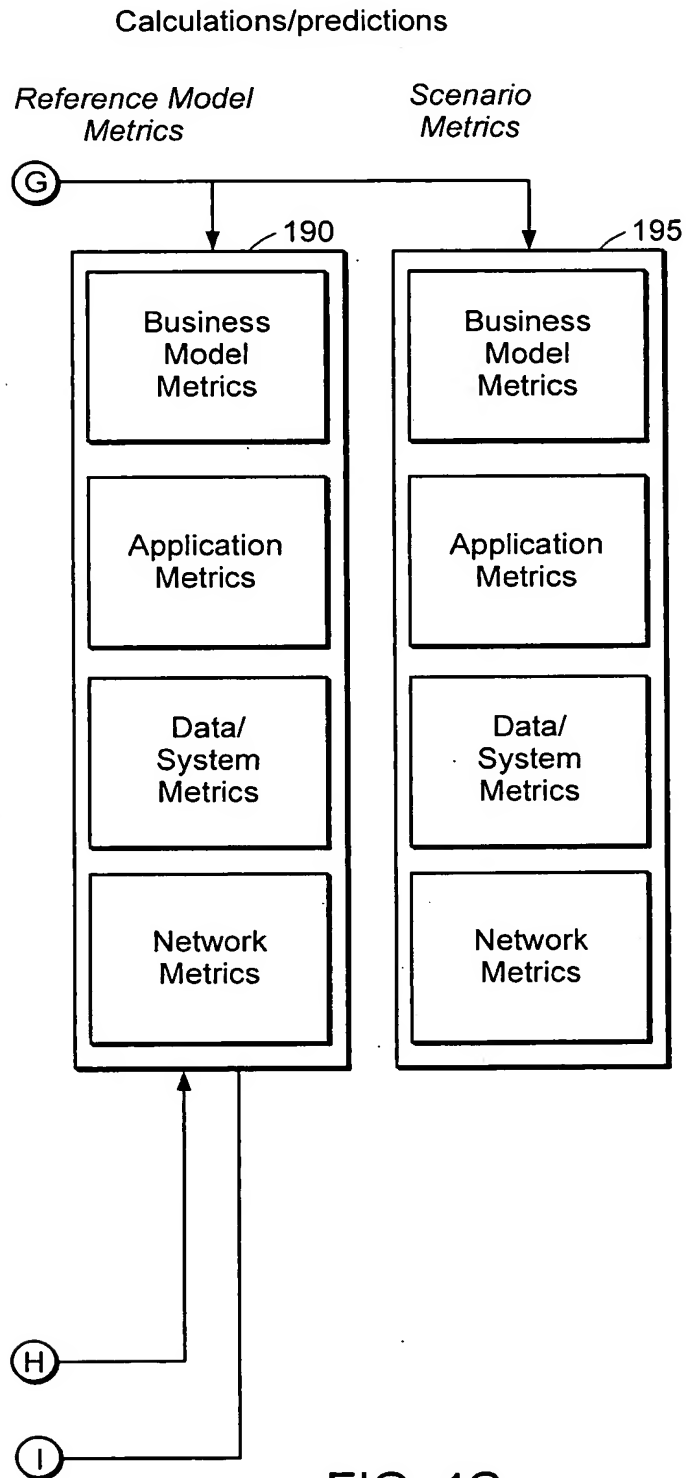 Calculations/predictions
Reference Model
Metrics
Scenario
Metrics
G
190
195
Business
Model
Metrics
Business
Model
Metrics
Application
Metrics
Application
Metrics
Data/
System
Metrics
Data/
System
Metrics
Network
Metrics
Network
Metrics
H
I